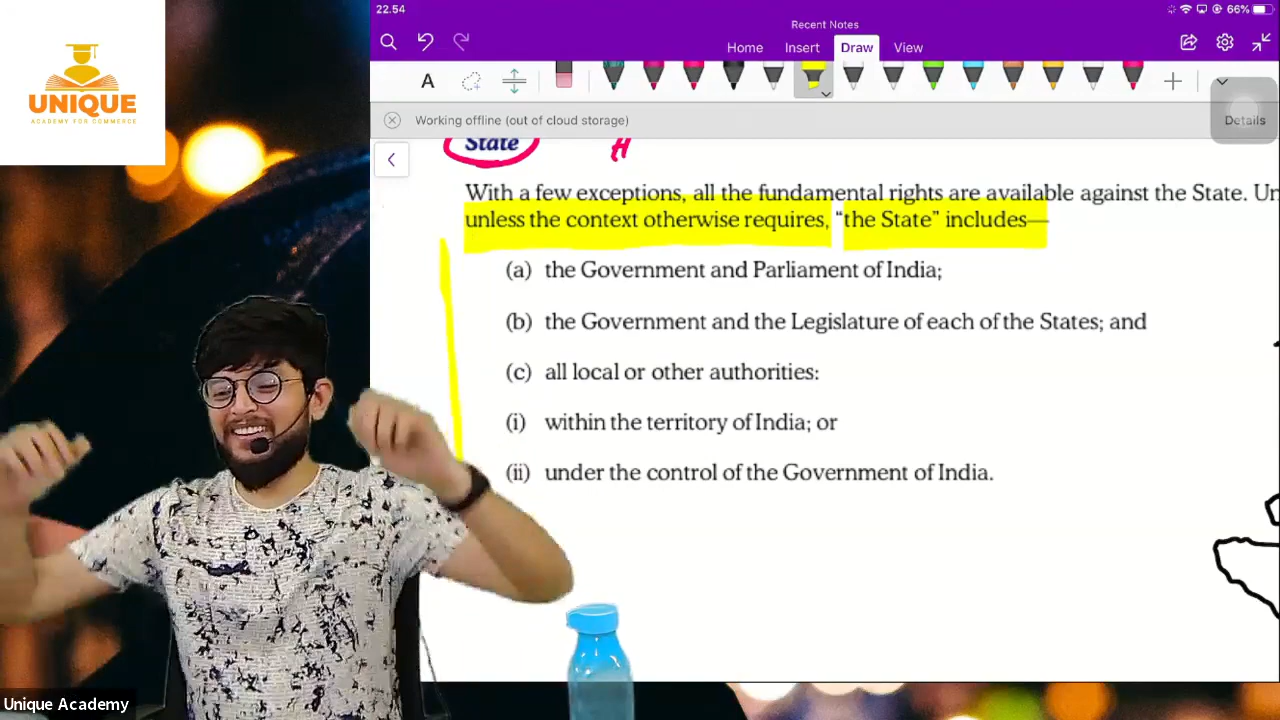 UNIQUE
ACADEMY FOR COMMERCE
22.54
66%
Recent Notes
Home Insert Draw View
A
Working offline (out of cloud storage)
Details
State
H
With a few exceptions, all the fundamental rights are available against the State. Un
unless the context otherwise requires, “the State” includes—
(a) the Government and Parliament of India;
(b) the Government and the Legislature of each of the States; and
(c) all local or other authorities:
(i) within the territory of India; or
(ii) under the control of the Government of India.
Unique Academy